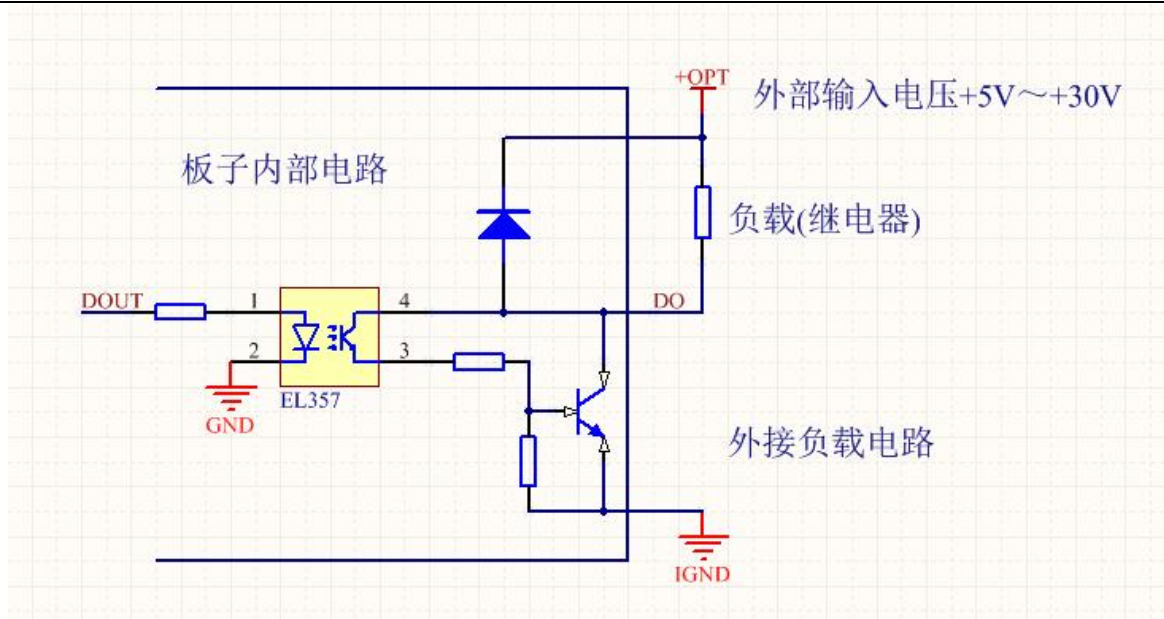 +OPT
外部输入电压+5V～+30V
板子内部电路
负载(继电器)
DOUT
1
4
DO
2
3
EL357
GND
外接负载电路
IGND